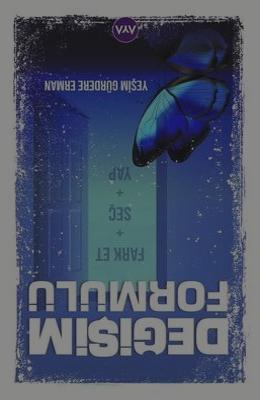 DEĞİŞİM
FORMÜLÜ
FARK ET
+
SEÇ
+
YAP
YEŞİM GÜRDERE ERMAN